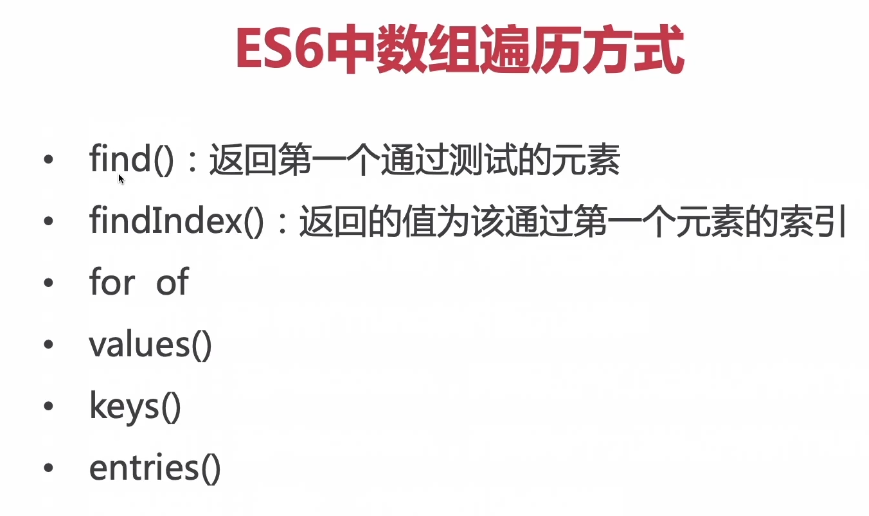 ES6中数组遍历方式
• find()：返回第一个通过测试的元素
• findIndex()：返回的值为该通过第一个元素的索引
• for of
• values()
• keys()
• entries()